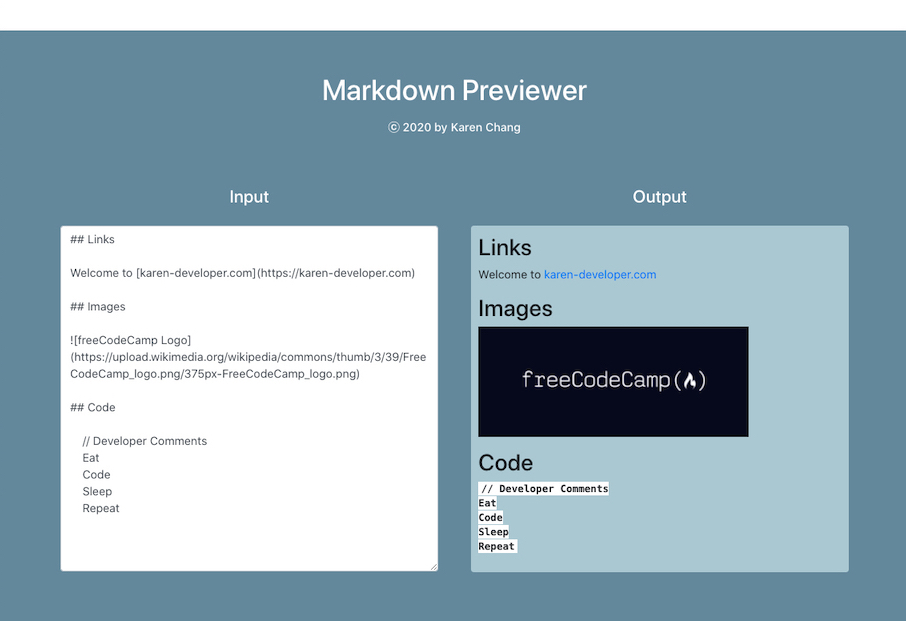 Markdown Previewer
ⓒ 2020 by Karen Chang
Input
## Links
Welcome to [karen-developer.com](https://karen-developer.com)
## Images
![freeCodeCamp Logo]
(https://upload.wikimedia.org/wikipedia/commons/thumb/3/39/Free
CodeCamp_logo.png/375px-FreeCodeCamp_logo.png)
## Code
// Developer Comments
Eat
Code
Sleep
Repeat
Output
Links
Welcome to karen-developer.com
Images
freeCodeCamp(🔥)
Code
// Developer Comments
Eat
Code
Sleep
Repeat